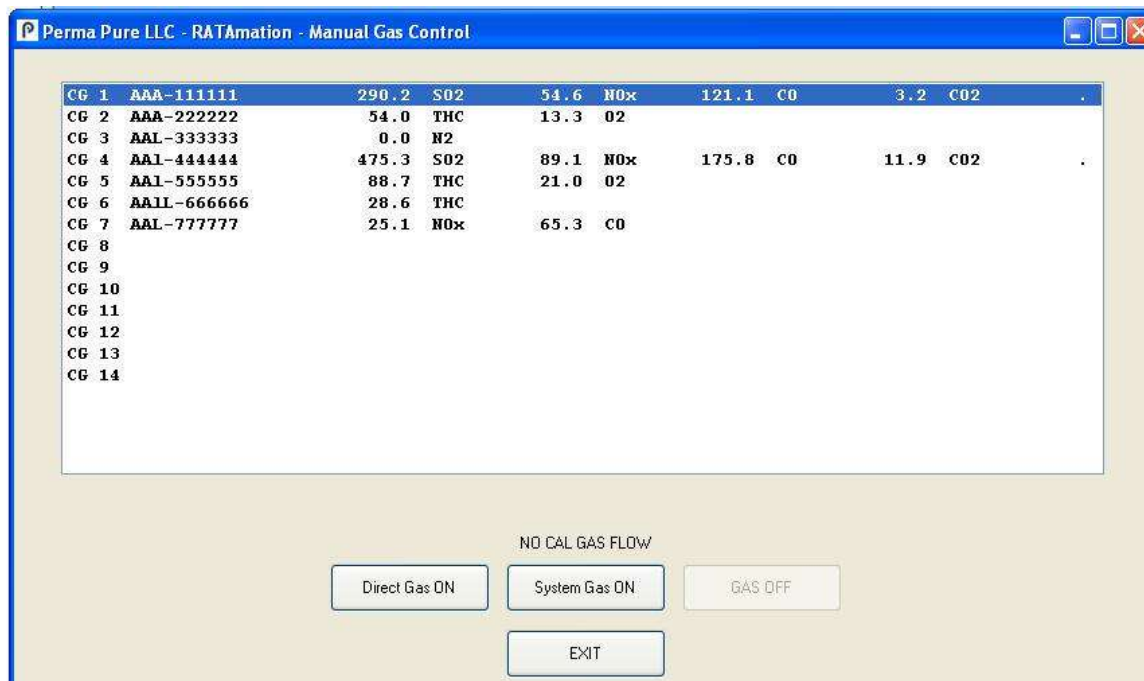 Perma Pure LLC - RATAmation - Manual Gas Control
CG 1 AAA-111111 290.2 SO2 54.6 NOx 121.1 CO 3.2 CO2 .
CG 2 AAA-222222 54.0 THC 13.3 O2
CG 3 AAL-333333 0.0 N2
CG 4 AA1-444444 475.3 SO2 89.1 NOx 175.8 CO 11.9 CO2 .
CG 5 AA1-555555 88.7 THC 21.0 O2
CG 6 AA1L-666666 28.6 THC
CG 7 AAL-777777 25.1 NOx 65.3 CO
CG 8
CG 9
CG 10
CG 11
CG 12
CG 13
CG 14
NO CAL GAS FLOW
Direct Gas ON System Gas ON GAS OFF
EXIT